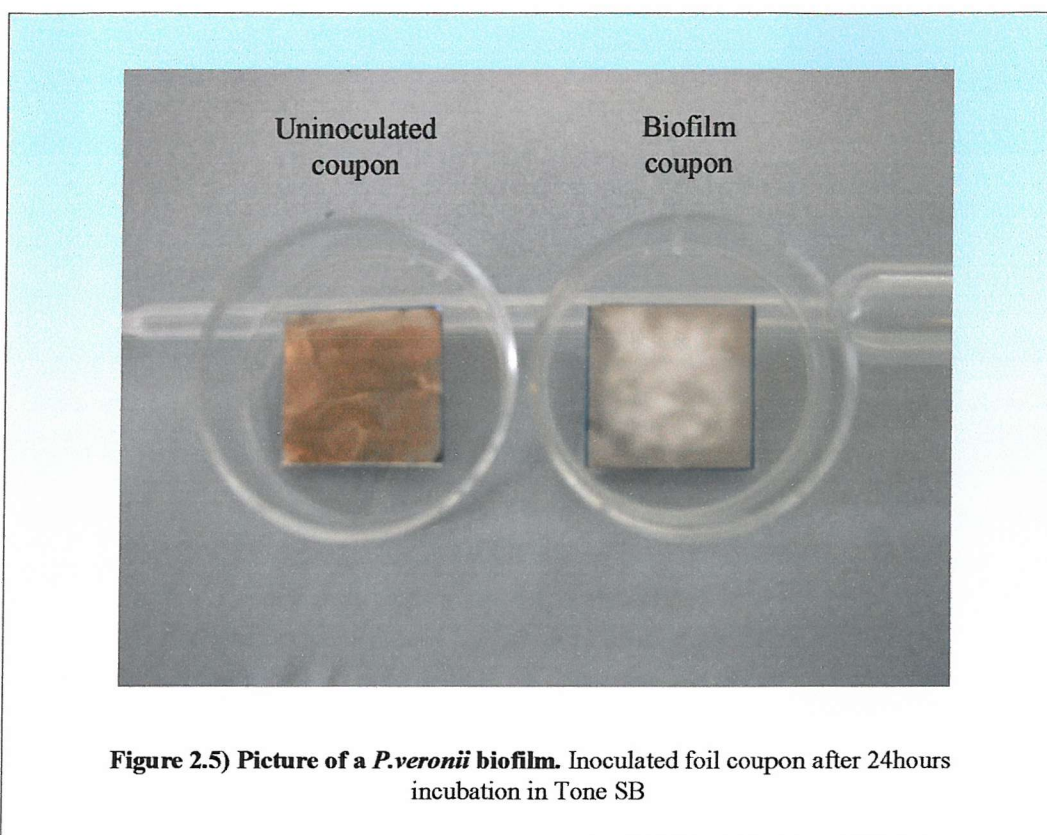 Uninoculated
coupon
Biofilm
coupon
Figure 2.5) Picture of a P.veronii biofilm. Inoculated foil coupon after 24hours
incubation in Tone SB